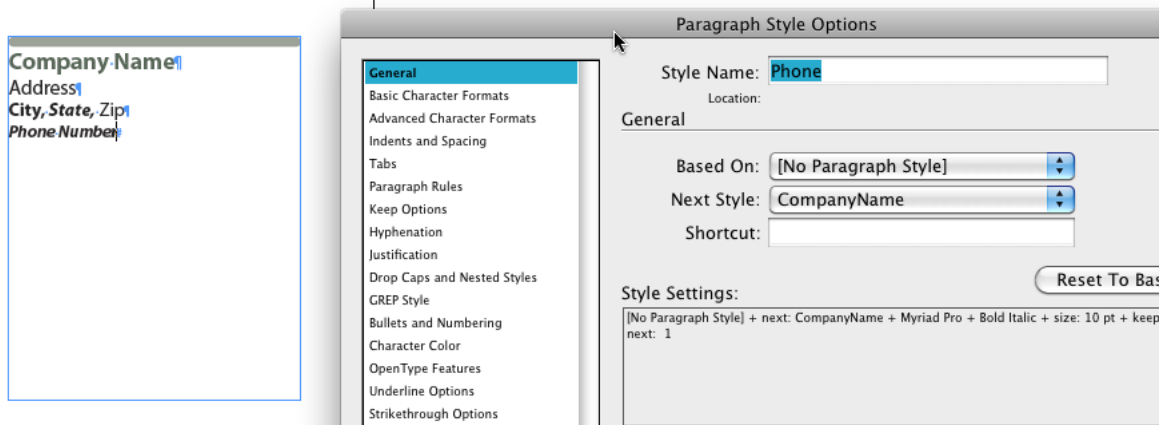 Company Name
Address
City, State, Zip
Phone Number
Paragraph Style Options
General
Basic Character Formats
Advanced Character Formats
Indents and Spacing
Tabs
Paragraph Rules
Keep Options
Hyphenation
Justification
Drop Caps and Nested Styles
GREP Style
Bullets and Numbering
Character Color
OpenType Features
Underline Options
Strikethrough Options
Style Name: Phone
Location:
General
Based On: [No Paragraph Style]
Next Style: CompanyName
Shortcut:
Reset To Bas
Style Settings:
[No Paragraph Style] + next: CompanyName + Myriad Pro + Bold Italic + size: 10 pt + keep
next: 1